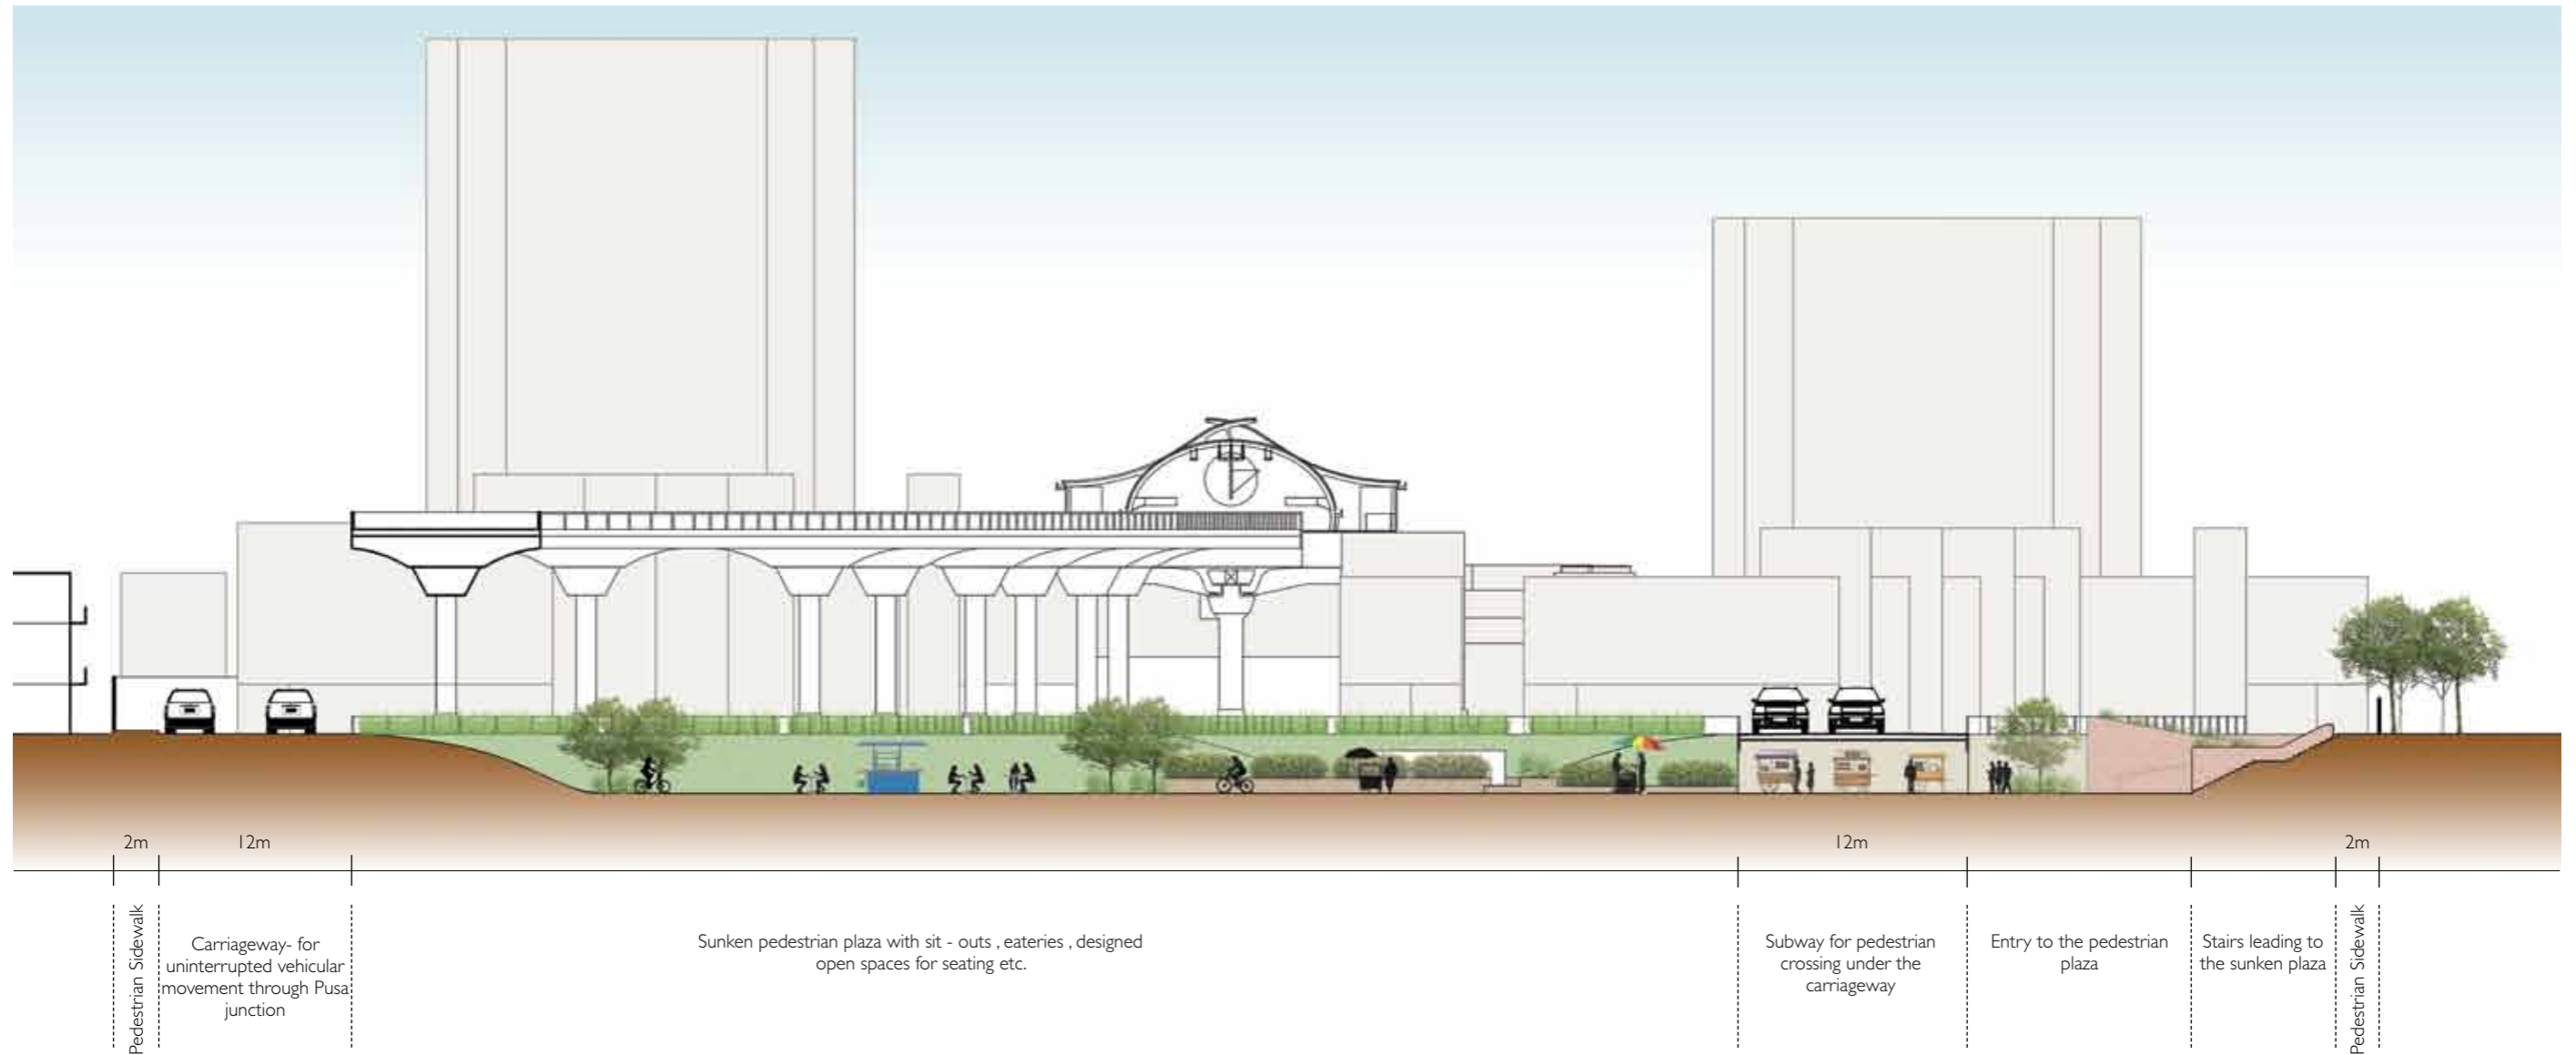 2m
12m
12m
2m
Pedestrian Sidewalk
Carriageway- for
uninterrupted vehicular
movement through Pusa
junction
Sunken pedestrian plaza with sit - outs , eateries , designed
open spaces for seating etc.
Subway for pedestrian
crossing under the
carriageway
Entry to the pedestrian
plaza
Stairs leading to
the sunken plaza
Pedestrian Sidewalk